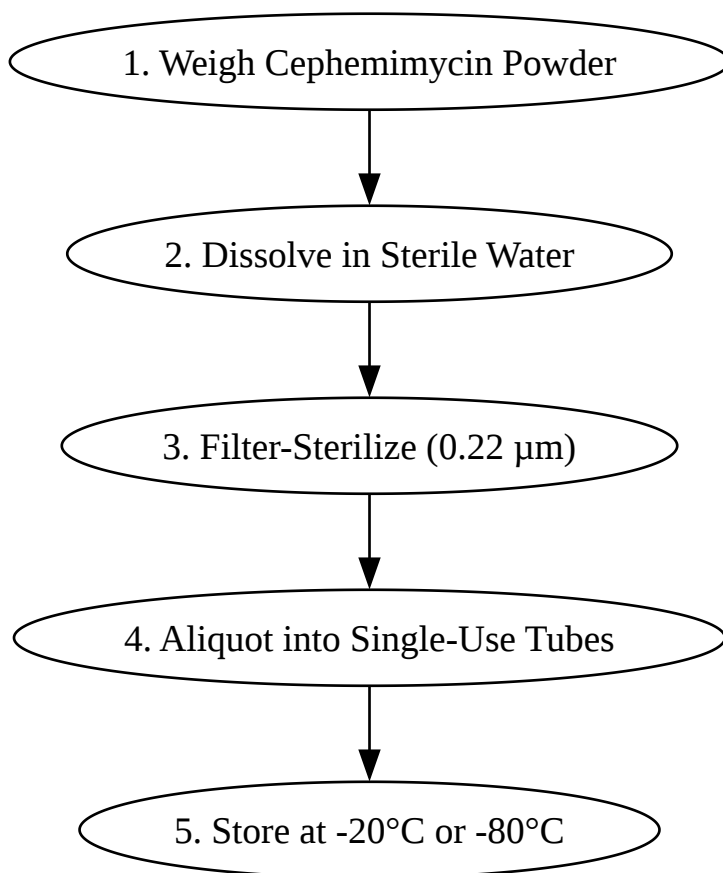 1. Weigh Cephemimycin Powder
2. Dissolve in Sterile Water
3. Filter-Sterilize (0.22 µm)
4. Aliquot into Single-Use Tubes
5. Store at -20°C or -80°C